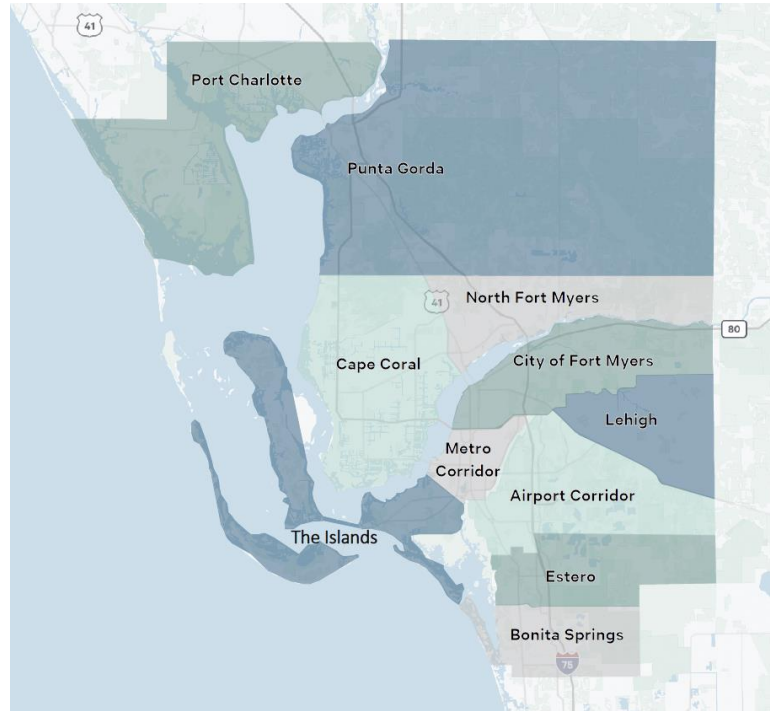 41
Port Charlotte
Punta Gorda
North Fort Myers
41
80
Cape Coral
City of Fort Myers
Lehigh
Metro
Corridor
Airport Corridor
The Islands
Estero
Bonita Springs
75